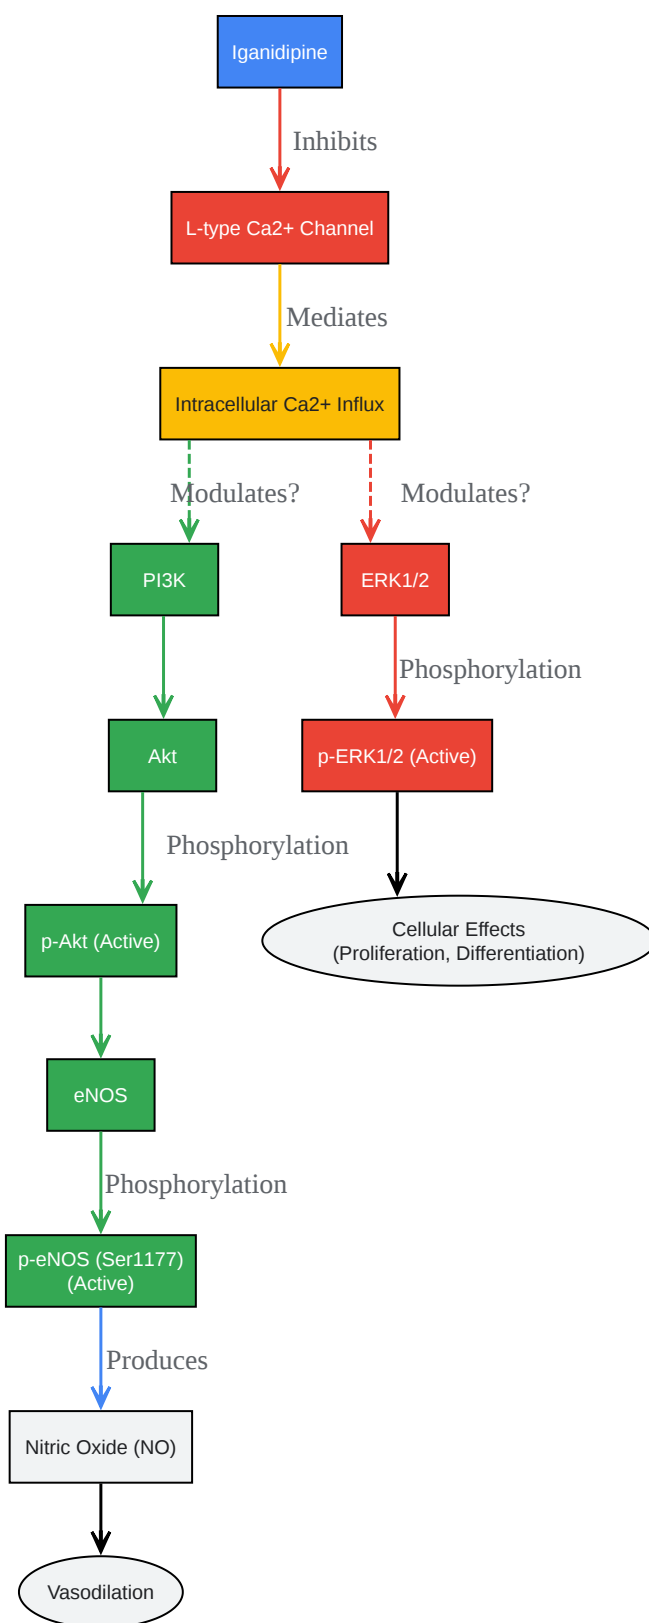 Iganidipine
Inhibits
L-type Ca2+ Channel
Mediates
Intracellular Ca2+ Influx
Modulates?
Modulates?
PI3K
ERK1/2
Phosphorylation
Akt
p-ERK1/2 (Active)
Phosphorylation
p-Akt (Active)
Cellular Effects
(Proliferation, Differentiation)
eNOS
Phosphorylation
p-eNOS (Ser1177)
(Active)
Produces
Nitric Oxide (NO)
Vasodilation